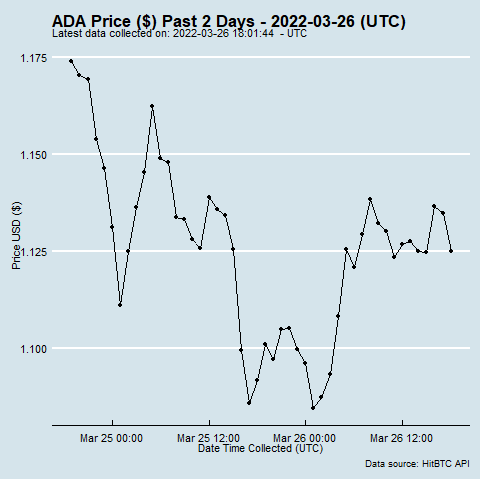 ADA Price ($) Past 2 Days - 2022-03-26 (UTC)
Latest data collected on: 2022-03-26 18:01:44 - UTC
1.175
1.150
1.125
1.100
Price USD ($)
Mar 25 00:00 Mar 25 12:00 Mar 26 00:00 Mar 26 12:00
Date Time Collected (UTC)
Data source: HitBTC API